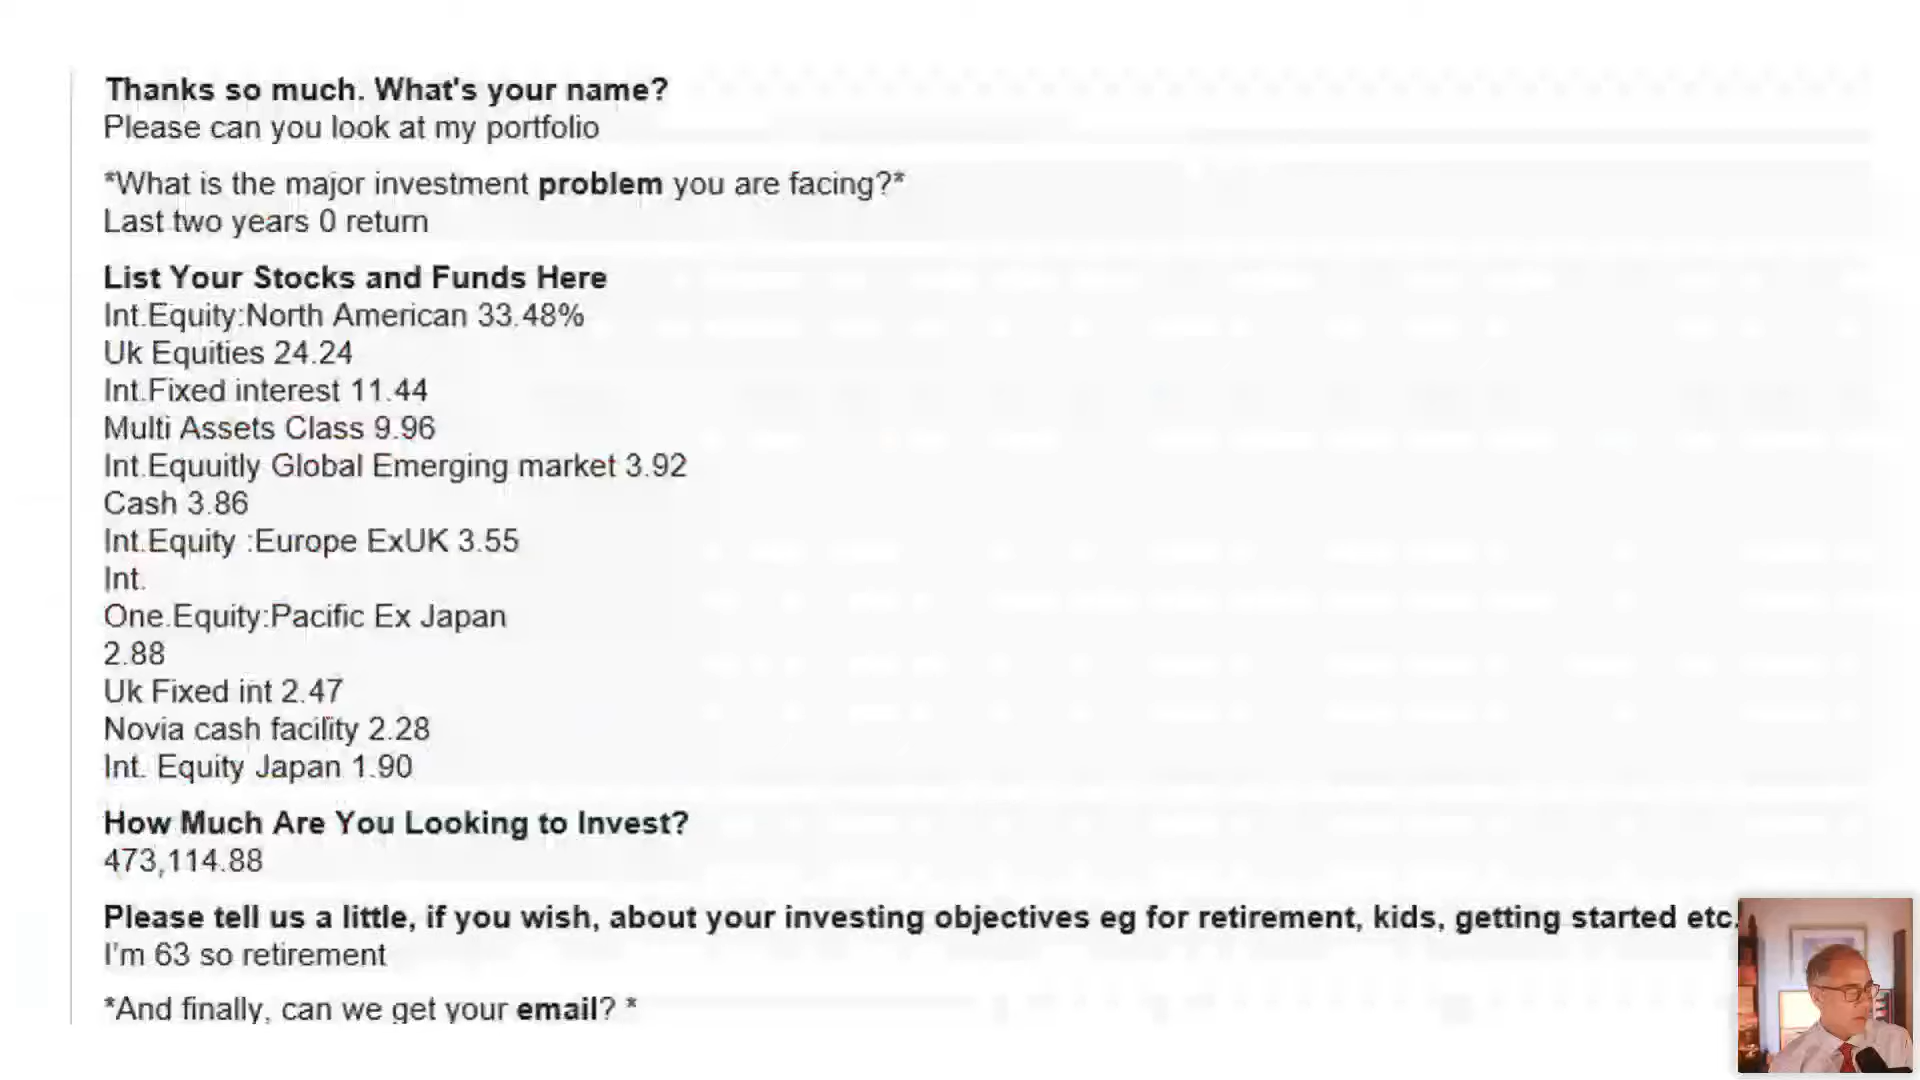 Thanks so much. What's your name?
Please can you look at my portfolio
*What is the major investment problem you are facing?*
Last two years 0 return
List Your Stocks and Funds Here
Int.Equity:North American 33.48%
Uk Equities 24.24
Int.Fixed interest 11.44
Multi Assets Class 9.96
Int.Equuitly Global Emerging market 3.92
Cash 3.86
Int.Equity :Europe ExUK 3.55
Int.
One.Equity:Pacific Ex Japan
2.88
Uk Fixed int 2.47
Novia cash facility 2.28
Int. Equity Japan 1.90
How Much Are You Looking to Invest?
473,114.88
Please tell us a little, if you wish, about your investing objectives eg for retirement, kids, getting started etc.
I'm 63 so retirement
*And finally, can we get your email? *